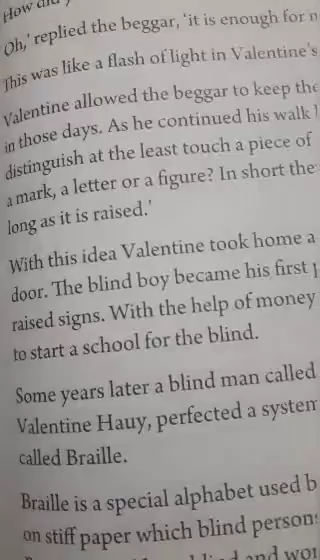 How did
Oh,' replied the beggar, 'it is enough for
This was like a flash of light in Valentine's
Valentine allowed the beggar to keep the
in those days. As he continued his walk
distinguish at the least touch a piece of
a mark, a letter or a figure? In short the
long as it is raised.'
With this idea Valentine took home a
door. The blind boy became his first
raised signs. With the help of money
to start a school for the blind.
Some years later a blind man called
Valentine Hauy, perfected a system
called Braille.
Braille is a special alphabet used b
on stiff paper which blind person
and wor